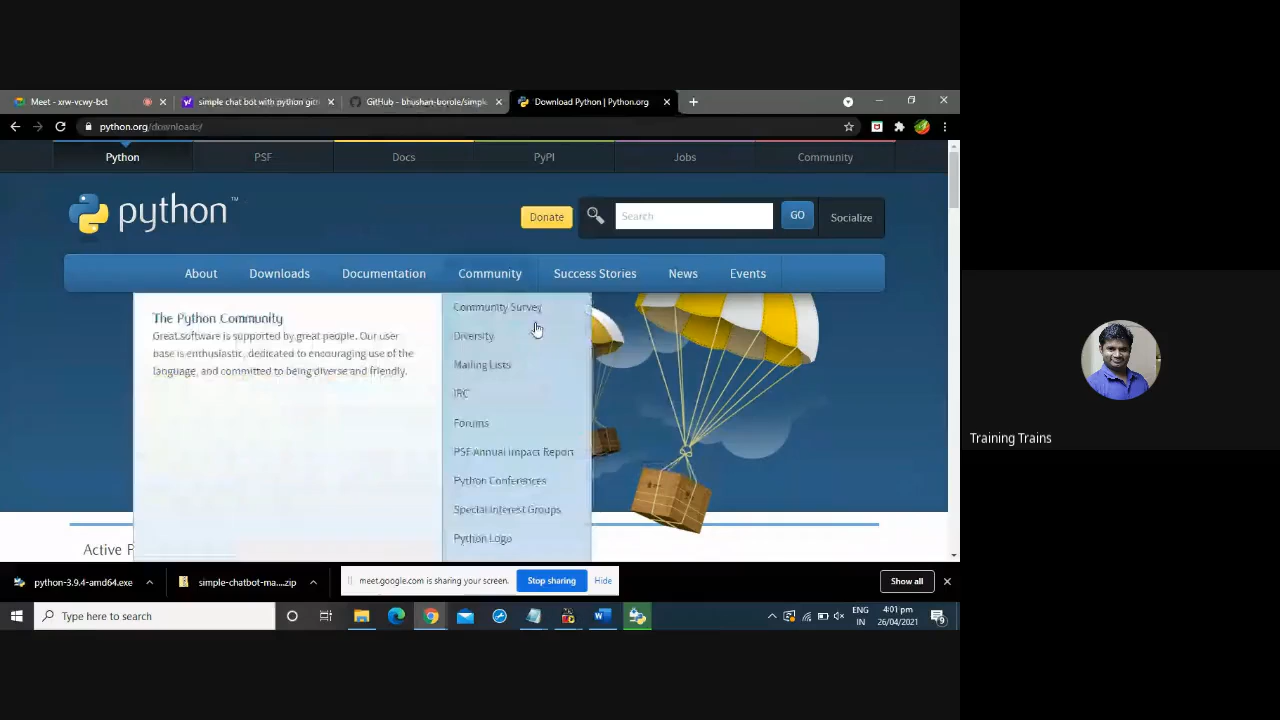 Meet - xrw-vcwy-bct
simple chat bot with python git
GitHub - bhushan-borole/simple
Download Python | Python.org
python.org/downloads/
Python
PSF
Docs
PyPI
Jobs
Community
python™
Donate
Search
GO
Socialize
About
Downloads
Documentation
Community
Success Stories
News
Events
The Python Community
Great software is supported by great people. Our user
base is enthusiastic, dedicated to encouraging use of the
language, and committed to being diverse and friendly.
Community Survey
Diversity
Mailing Lists
IRC
Forums
PSF Annual Impact Report
Python Conferences
Special Interest Groups
Python Logo
Active P
Training Trains
python-3.9.4-amd64.exe
simple-chatbot-ma....zip
meet.google.com is sharing your screen.
Stop sharing
Hide
Show all
Type here to search
ENG
IN
4:01 pm
26/04/2021
9